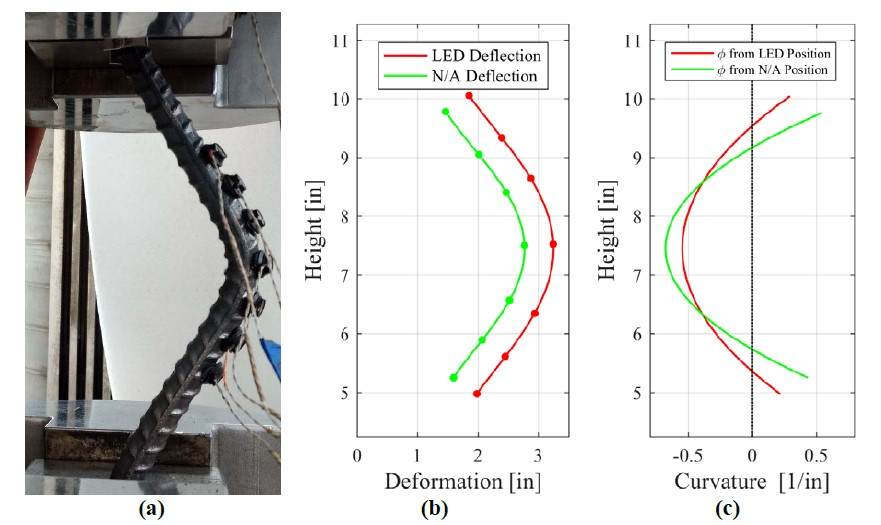 11
10
9
8
7
6
5
Height [in]
LED Deflection
N/A Deflection
0
1
2
3
Deformation [in]
11
10
9
8
7
6
5
Height [in]
ϕ from LED Position
ϕ from N/A Position
-0.5
0
0.5
Curvature [1/in]
(a)
(b)
(c)